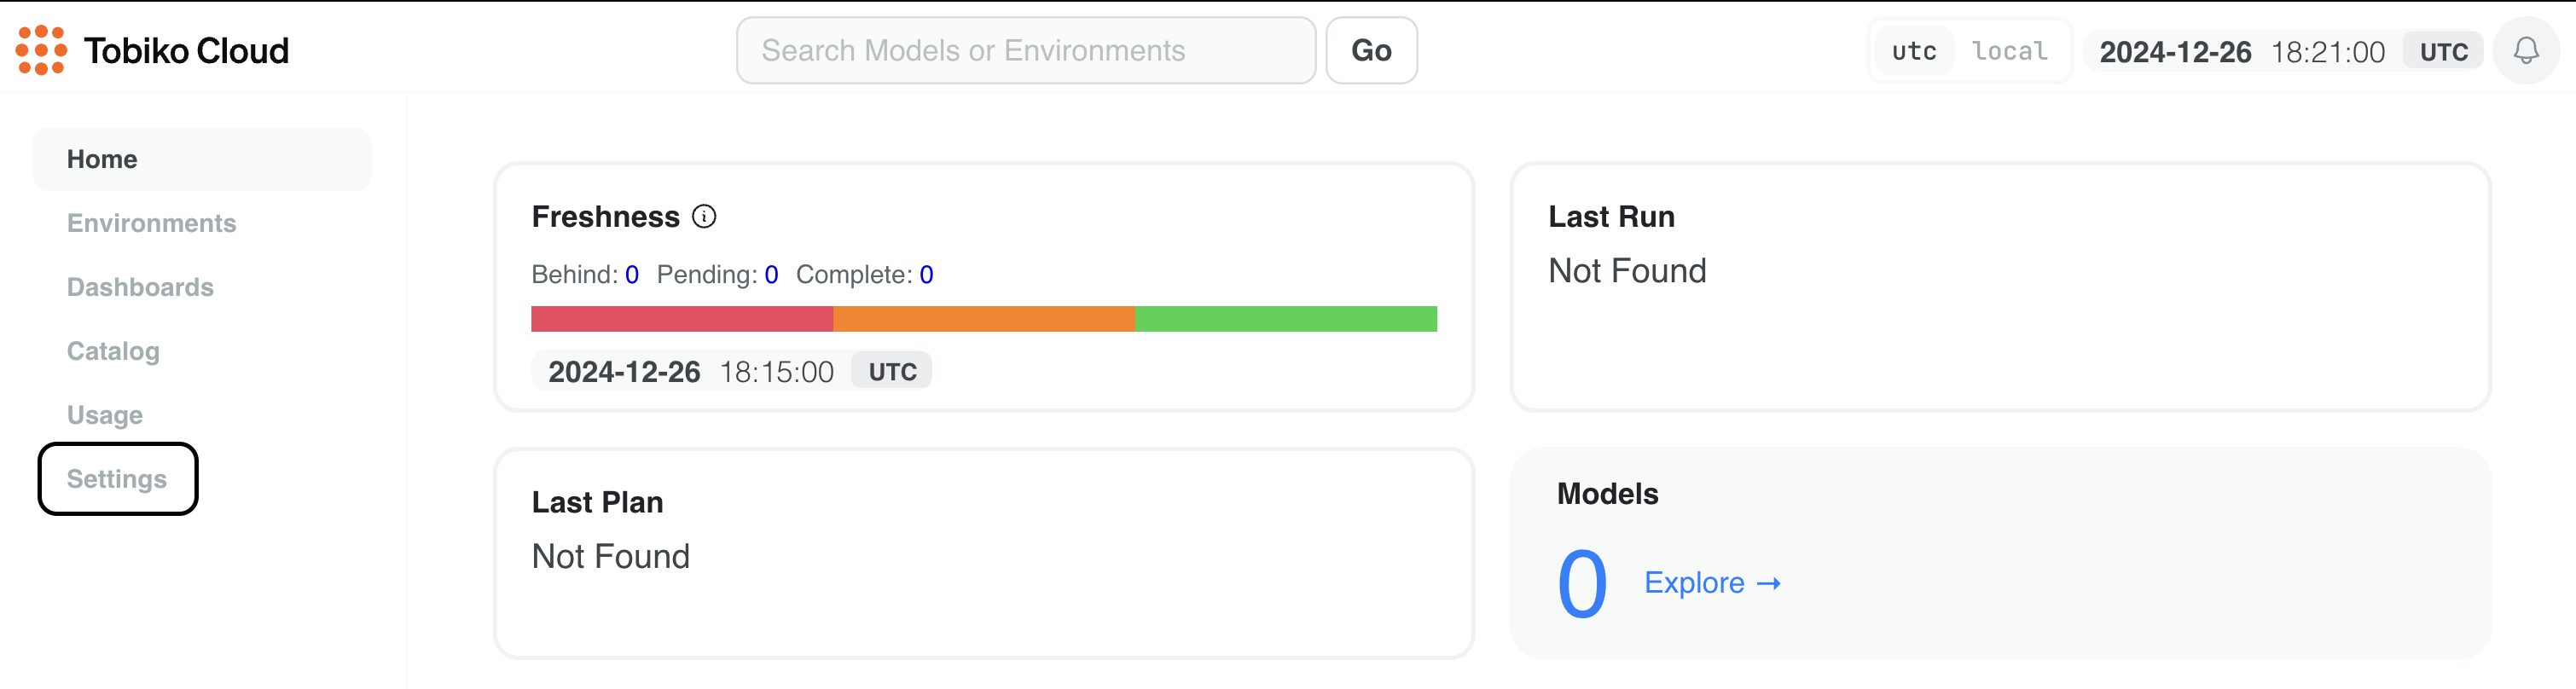 Tobiko Cloud
Search Models or Environments
Go
utc local
2024-12-26 18:21:00 UTC
Home
Environments
Dashboards
Catalog
Usage
Settings
Freshness
Behind: 0 Pending: 0 Complete: 0
2024-12-26 18:15:00 UTC
Last Run
Not Found
Last Plan
Not Found
Models
0 Explore →